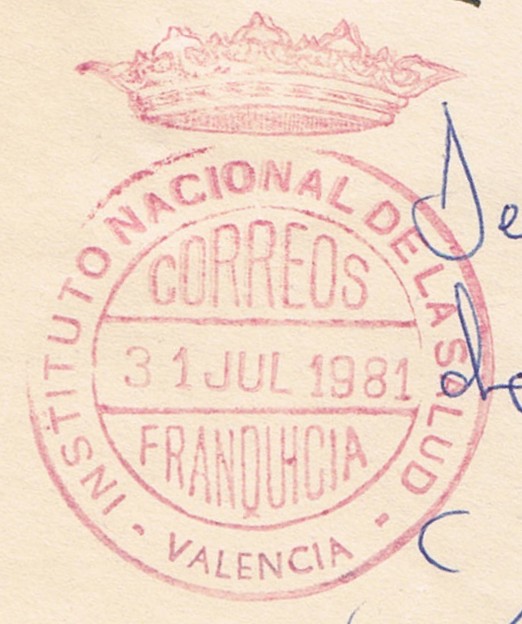 INSTITUTO NACIONAL DE LA SALUD
CORREOS
31 JUL 1981
FRANQUICIA
- VALENCIA -